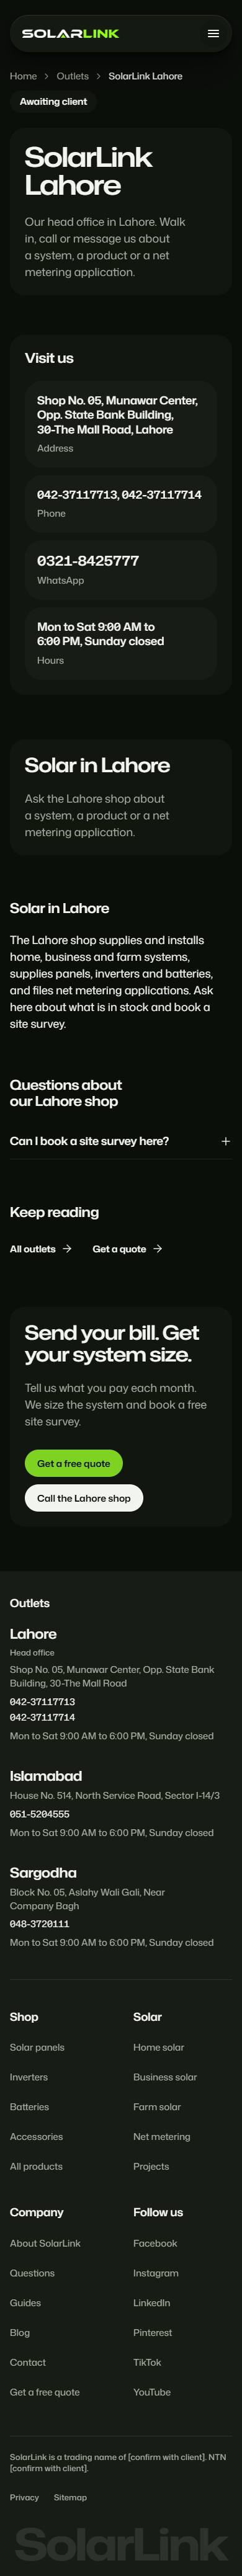 SOLARLINK
Home > Outlets > SolarLink Lahore
Awaiting client
SolarLink
Lahore
Our head office in Lahore. Walk
in, call or message us about
a system, a product or a net
metering application.
Visit us
Shop No. 05, Munawar Center,
Opp. State Bank Building,
30-The Mall Road, Lahore
Address
042-37117713, 042-37117714
Phone
0321-8425777
WhatsApp
Mon to Sat 9:00 AM to
6:00 PM, Sunday closed
Hours
Solar in Lahore
Ask the Lahore shop about
a system, a product or a net
metering application.
Solar in Lahore
The Lahore shop supplies and installs
home, business and farm systems,
supplies panels, inverters and batteries,
and files net metering applications. Ask
here about what is in stock and book a
site survey.
Questions about
our Lahore shop
Can I book a site survey here? +
Keep reading
All outlets → Get a quote →
Send your bill. Get
your system size.
Tell us what you pay each month.
We size the system and book a free
site survey.
Get a free quote
Call the Lahore shop
Outlets
Lahore
Head office
Shop No. 05, Munawar Center, Opp. State Bank
Building, 30-The Mall Road
042-37117713
042-37117714
Mon to Sat 9:00 AM to 6:00 PM, Sunday closed
Islamabad
House No. 514, North Service Road, Sector I-14/3
051-5204555
Mon to Sat 9:00 AM to 6:00 PM, Sunday closed
Sargodha
Block No. 05, Aslahy Wali Gali, Near
Company Bagh
048-3720111
Mon to Sat 9:00 AM to 6:00 PM, Sunday closed
Shop
Solar panels
Inverters
Batteries
Accessories
All products
Solar
Home solar
Business solar
Farm solar
Net metering
Projects
Company
About SolarLink
Questions
Guides
Blog
Contact
Get a free quote
Follow us
Facebook
Instagram
LinkedIn
Pinterest
TikTok
YouTube
SolarLink is a trading name of [confirm with client]. NTN
[confirm with client].
Privacy Sitemap
SolarLink